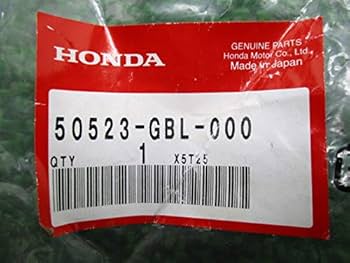 HONDA
GENUINE PARTS
Honda Motor Co., Ltd.
Made in Japan
50523-GBL-000
QTY 1 X5T25